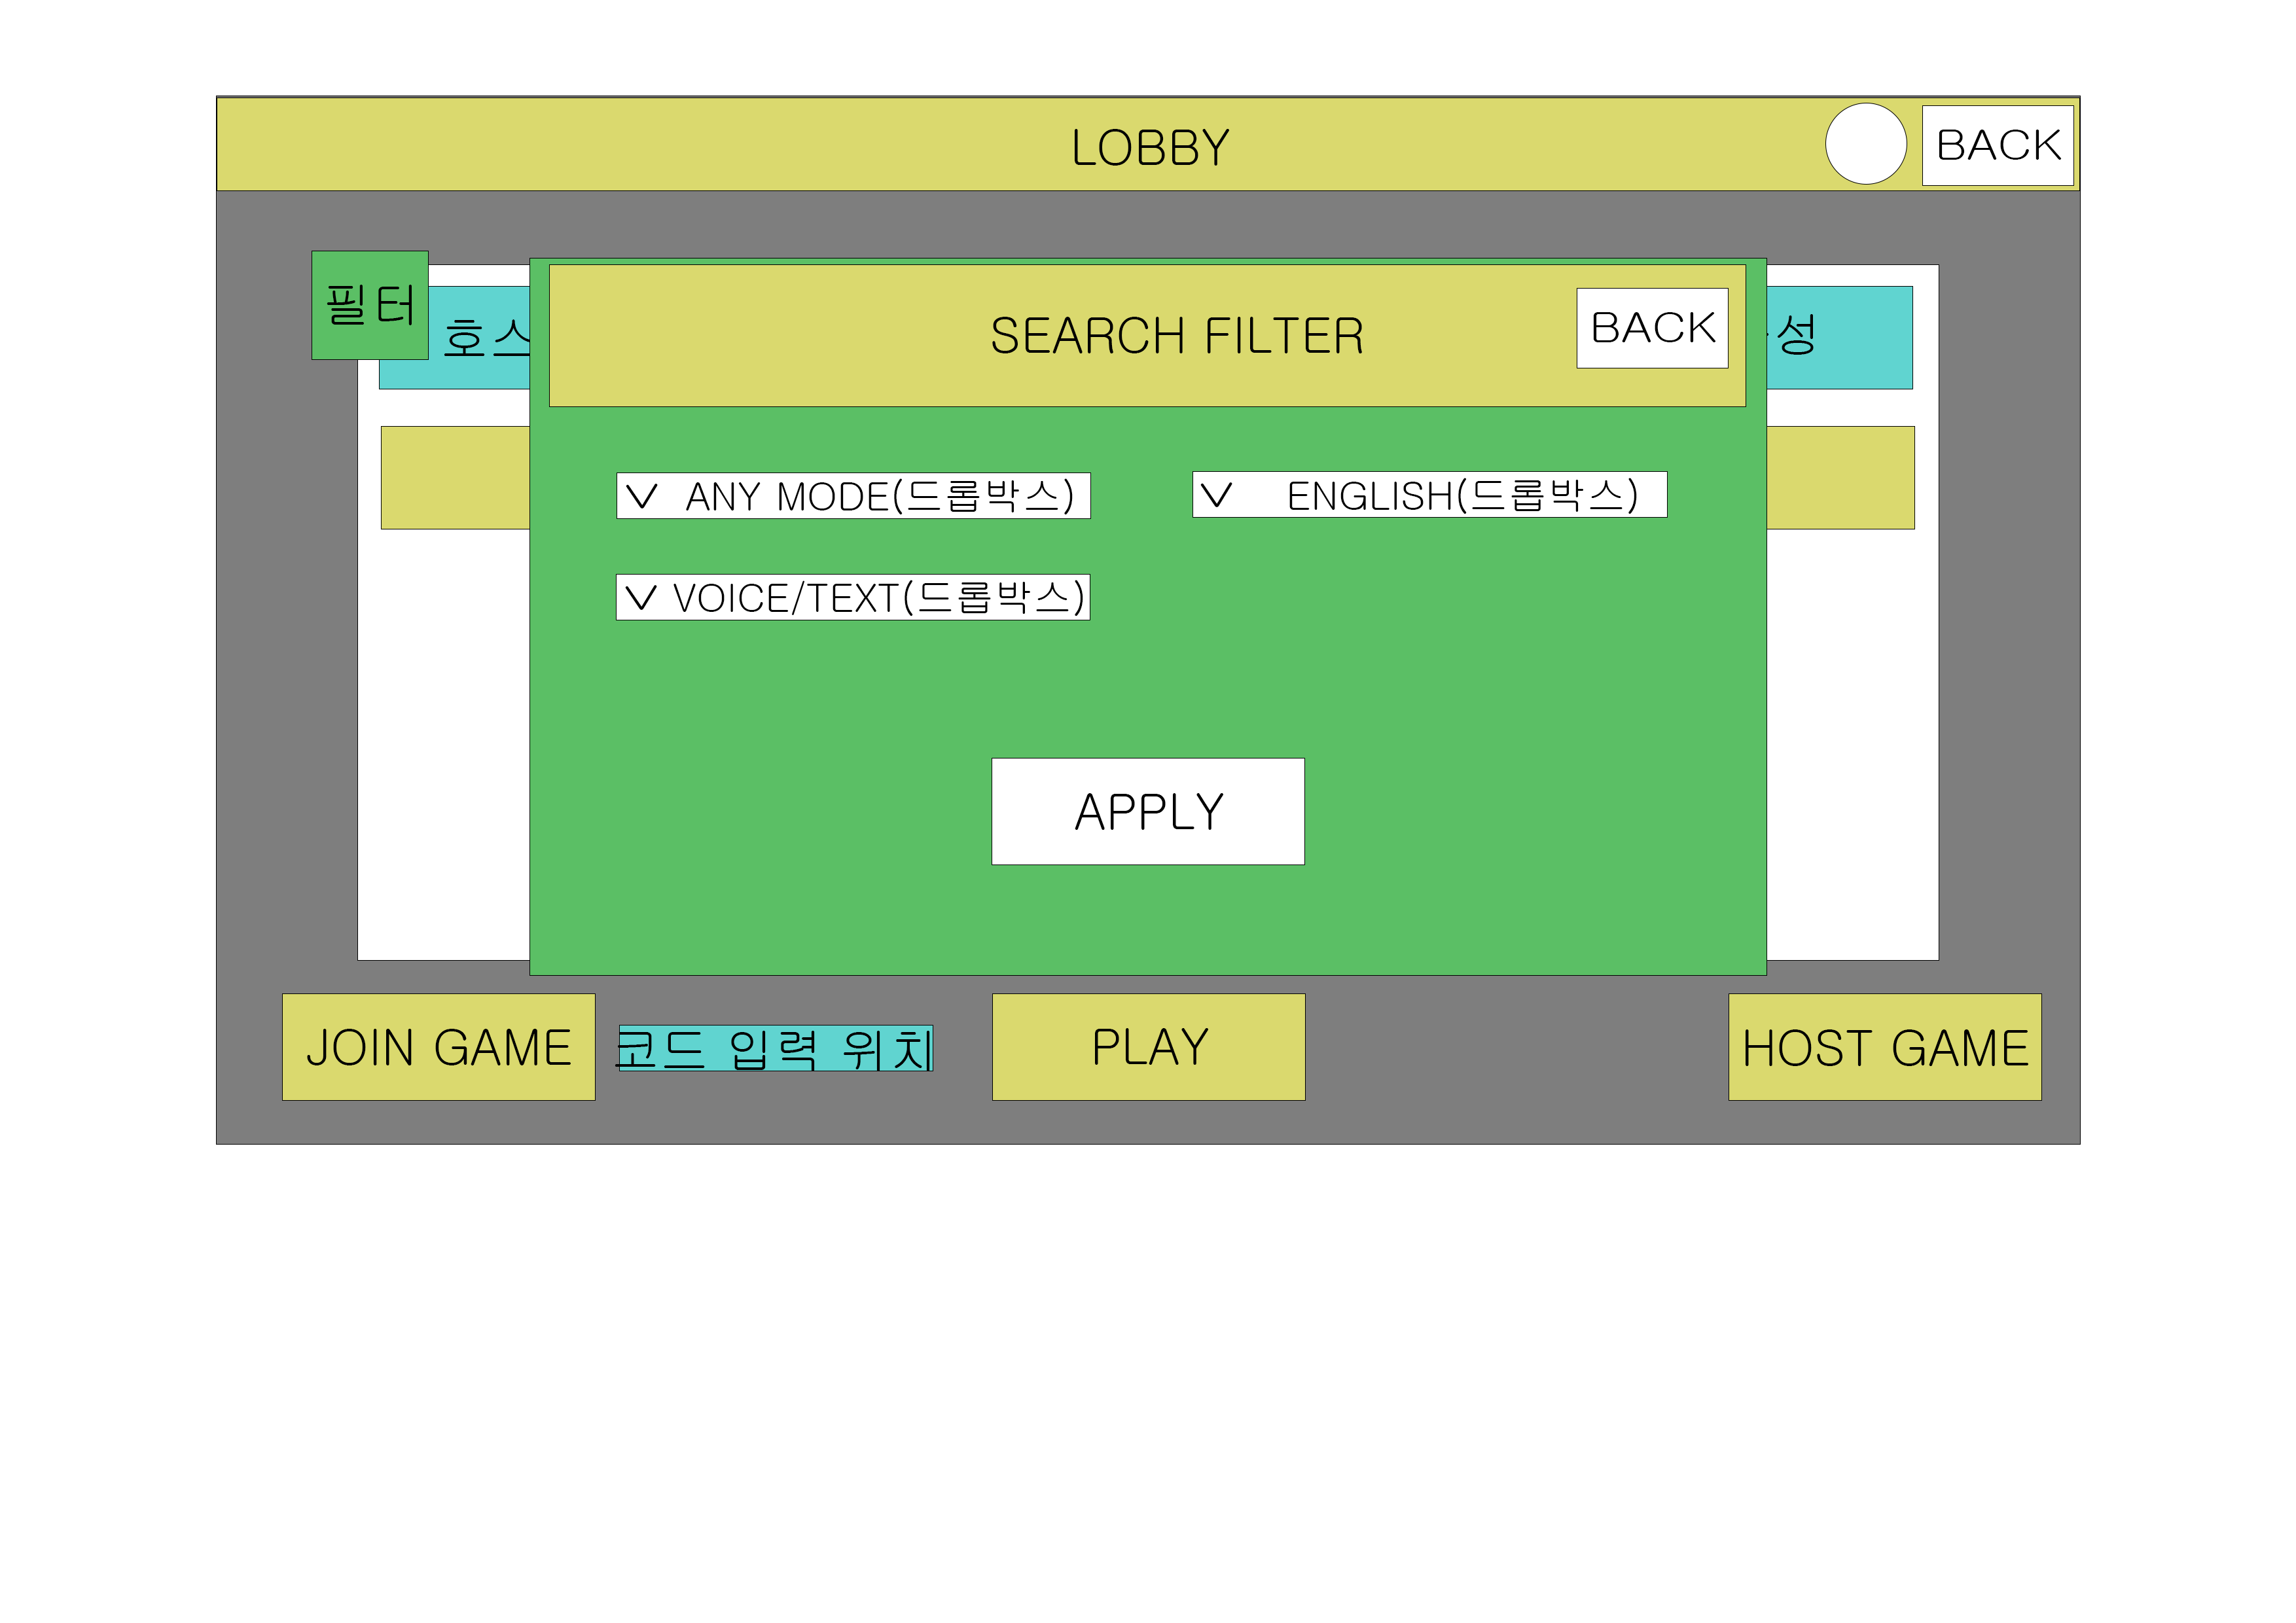 LOBBY
BACK
필터
호스
SEARCH FILTER
BACK
성
∨ ANY MODE(드롭박스)
∨ ENGLISH(드롭박스)
∨ VOICE/TEXT(드롭박스)
APPLY
JOIN GAME
코드 입력 위치
PLAY
HOST GAME